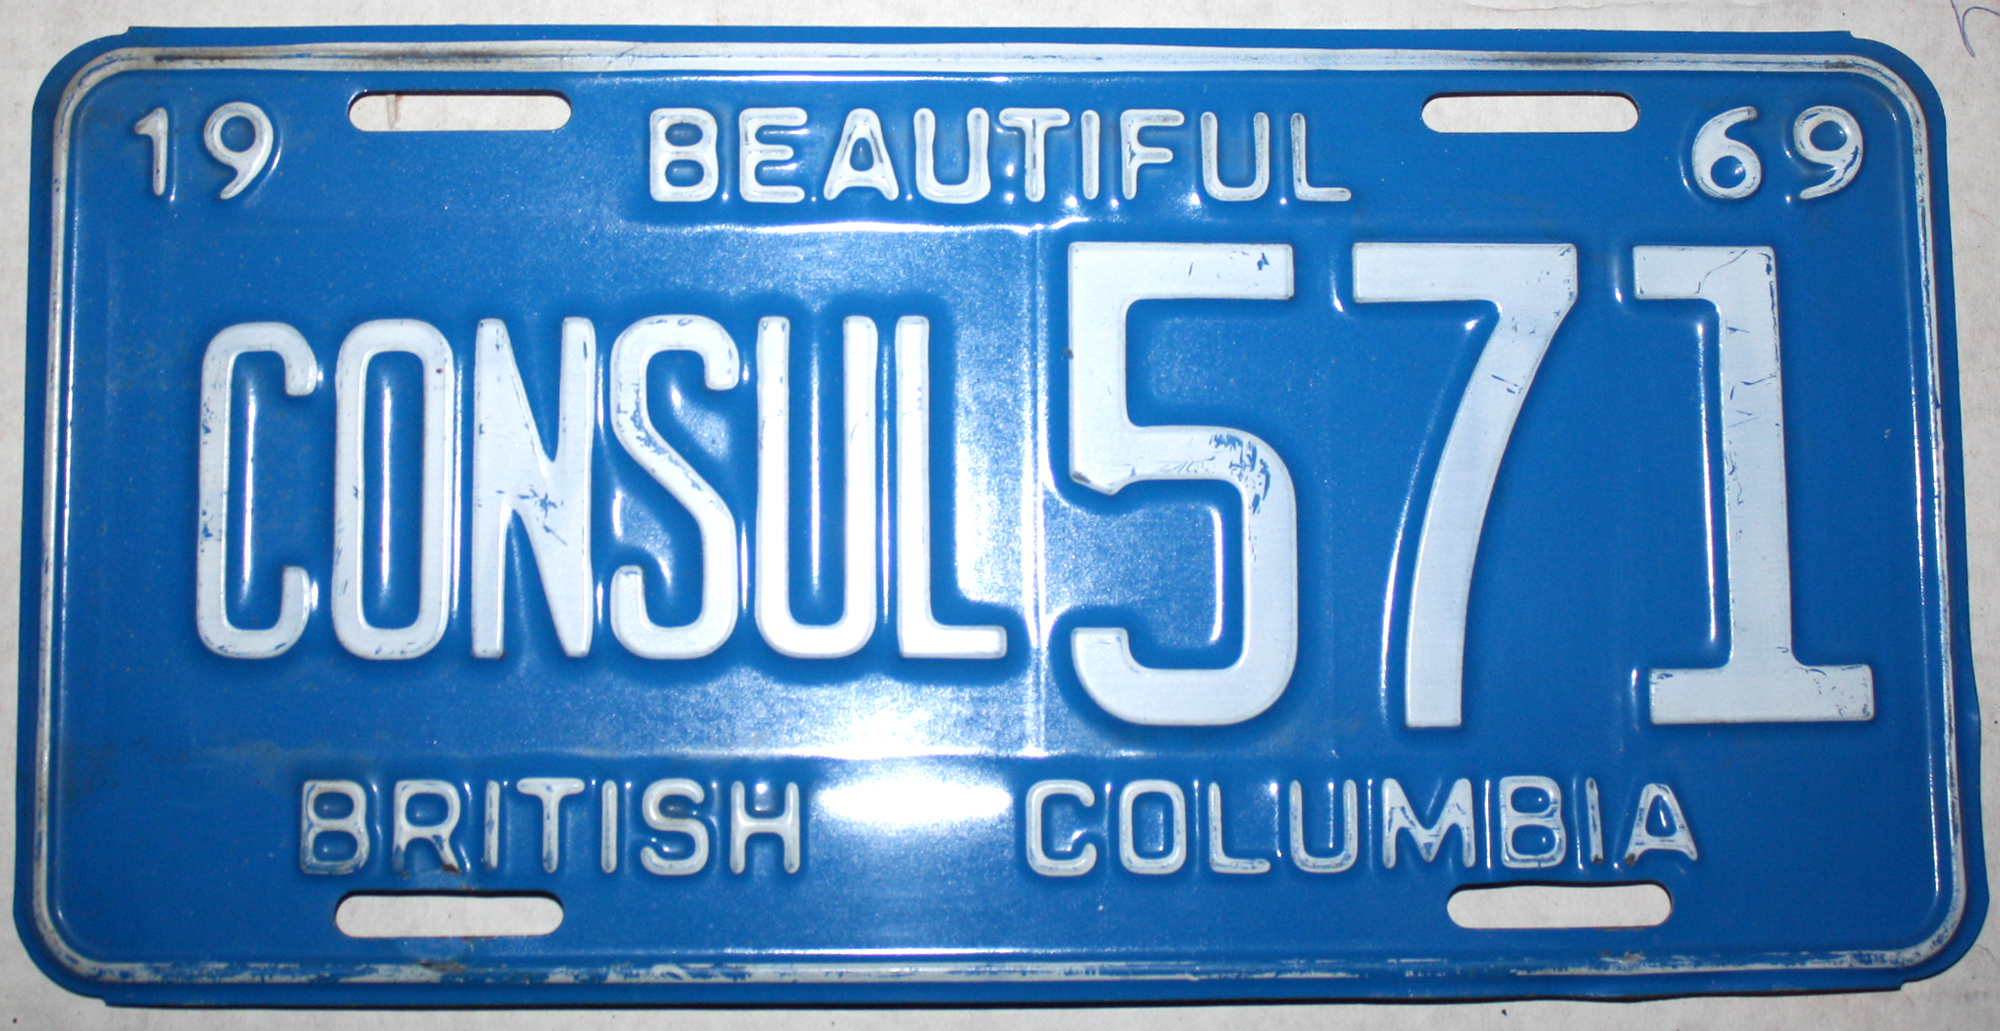 19 BEAUTIFUL 69
CONSUL 571
BRITISH COLUMBIA